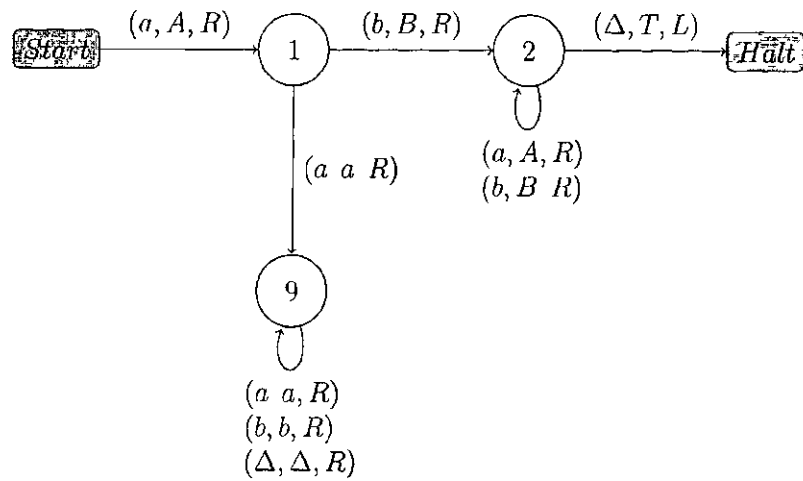 Start (a, A, R) 1 (b, B, R) 2 (Δ, T, L) Halt
(a a R)
(a, A, R)
(b, B R)
9
(a a, R)
(b, b, R)
(Δ, Δ, R)